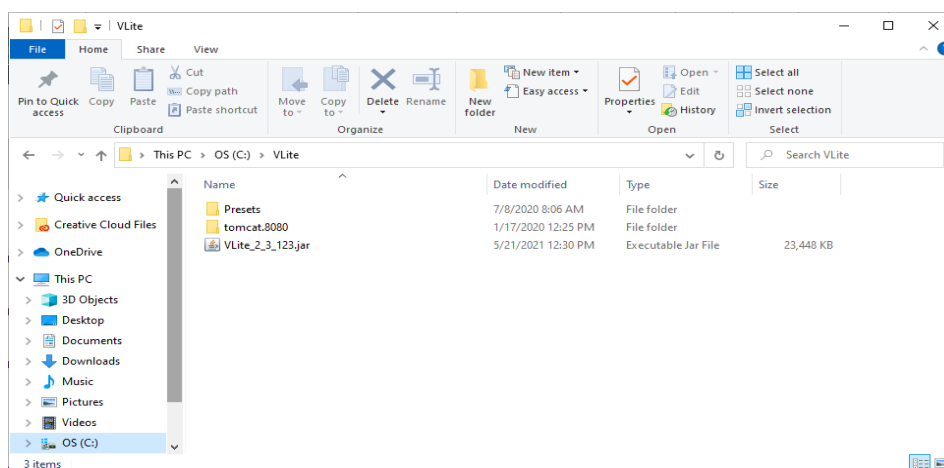 VLite
File Home Share View
Pin to Quick access Copy Paste Cut Copy path Paste shortcut Move to Copy to Delete Rename New folder New item Easy access Properties Open Edit History Select all Select none Invert selection
Clipboard Organize New Open Select
This PC > OS (C:) > VLite Search VLite
Name Date modified Type Size
Quick access
Presets 7/8/2020 8:06 AM File folder
Creative Cloud Files tomcat.8080 1/17/2020 12:25 PM File folder
VLite_2_3_123.jar 5/21/2021 12:30 PM Executable Jar File 23,448 KB
OneDrive
This PC
3D Objects
Desktop
Documents
Downloads
Music
Pictures
Videos
OS (C:)
3 items